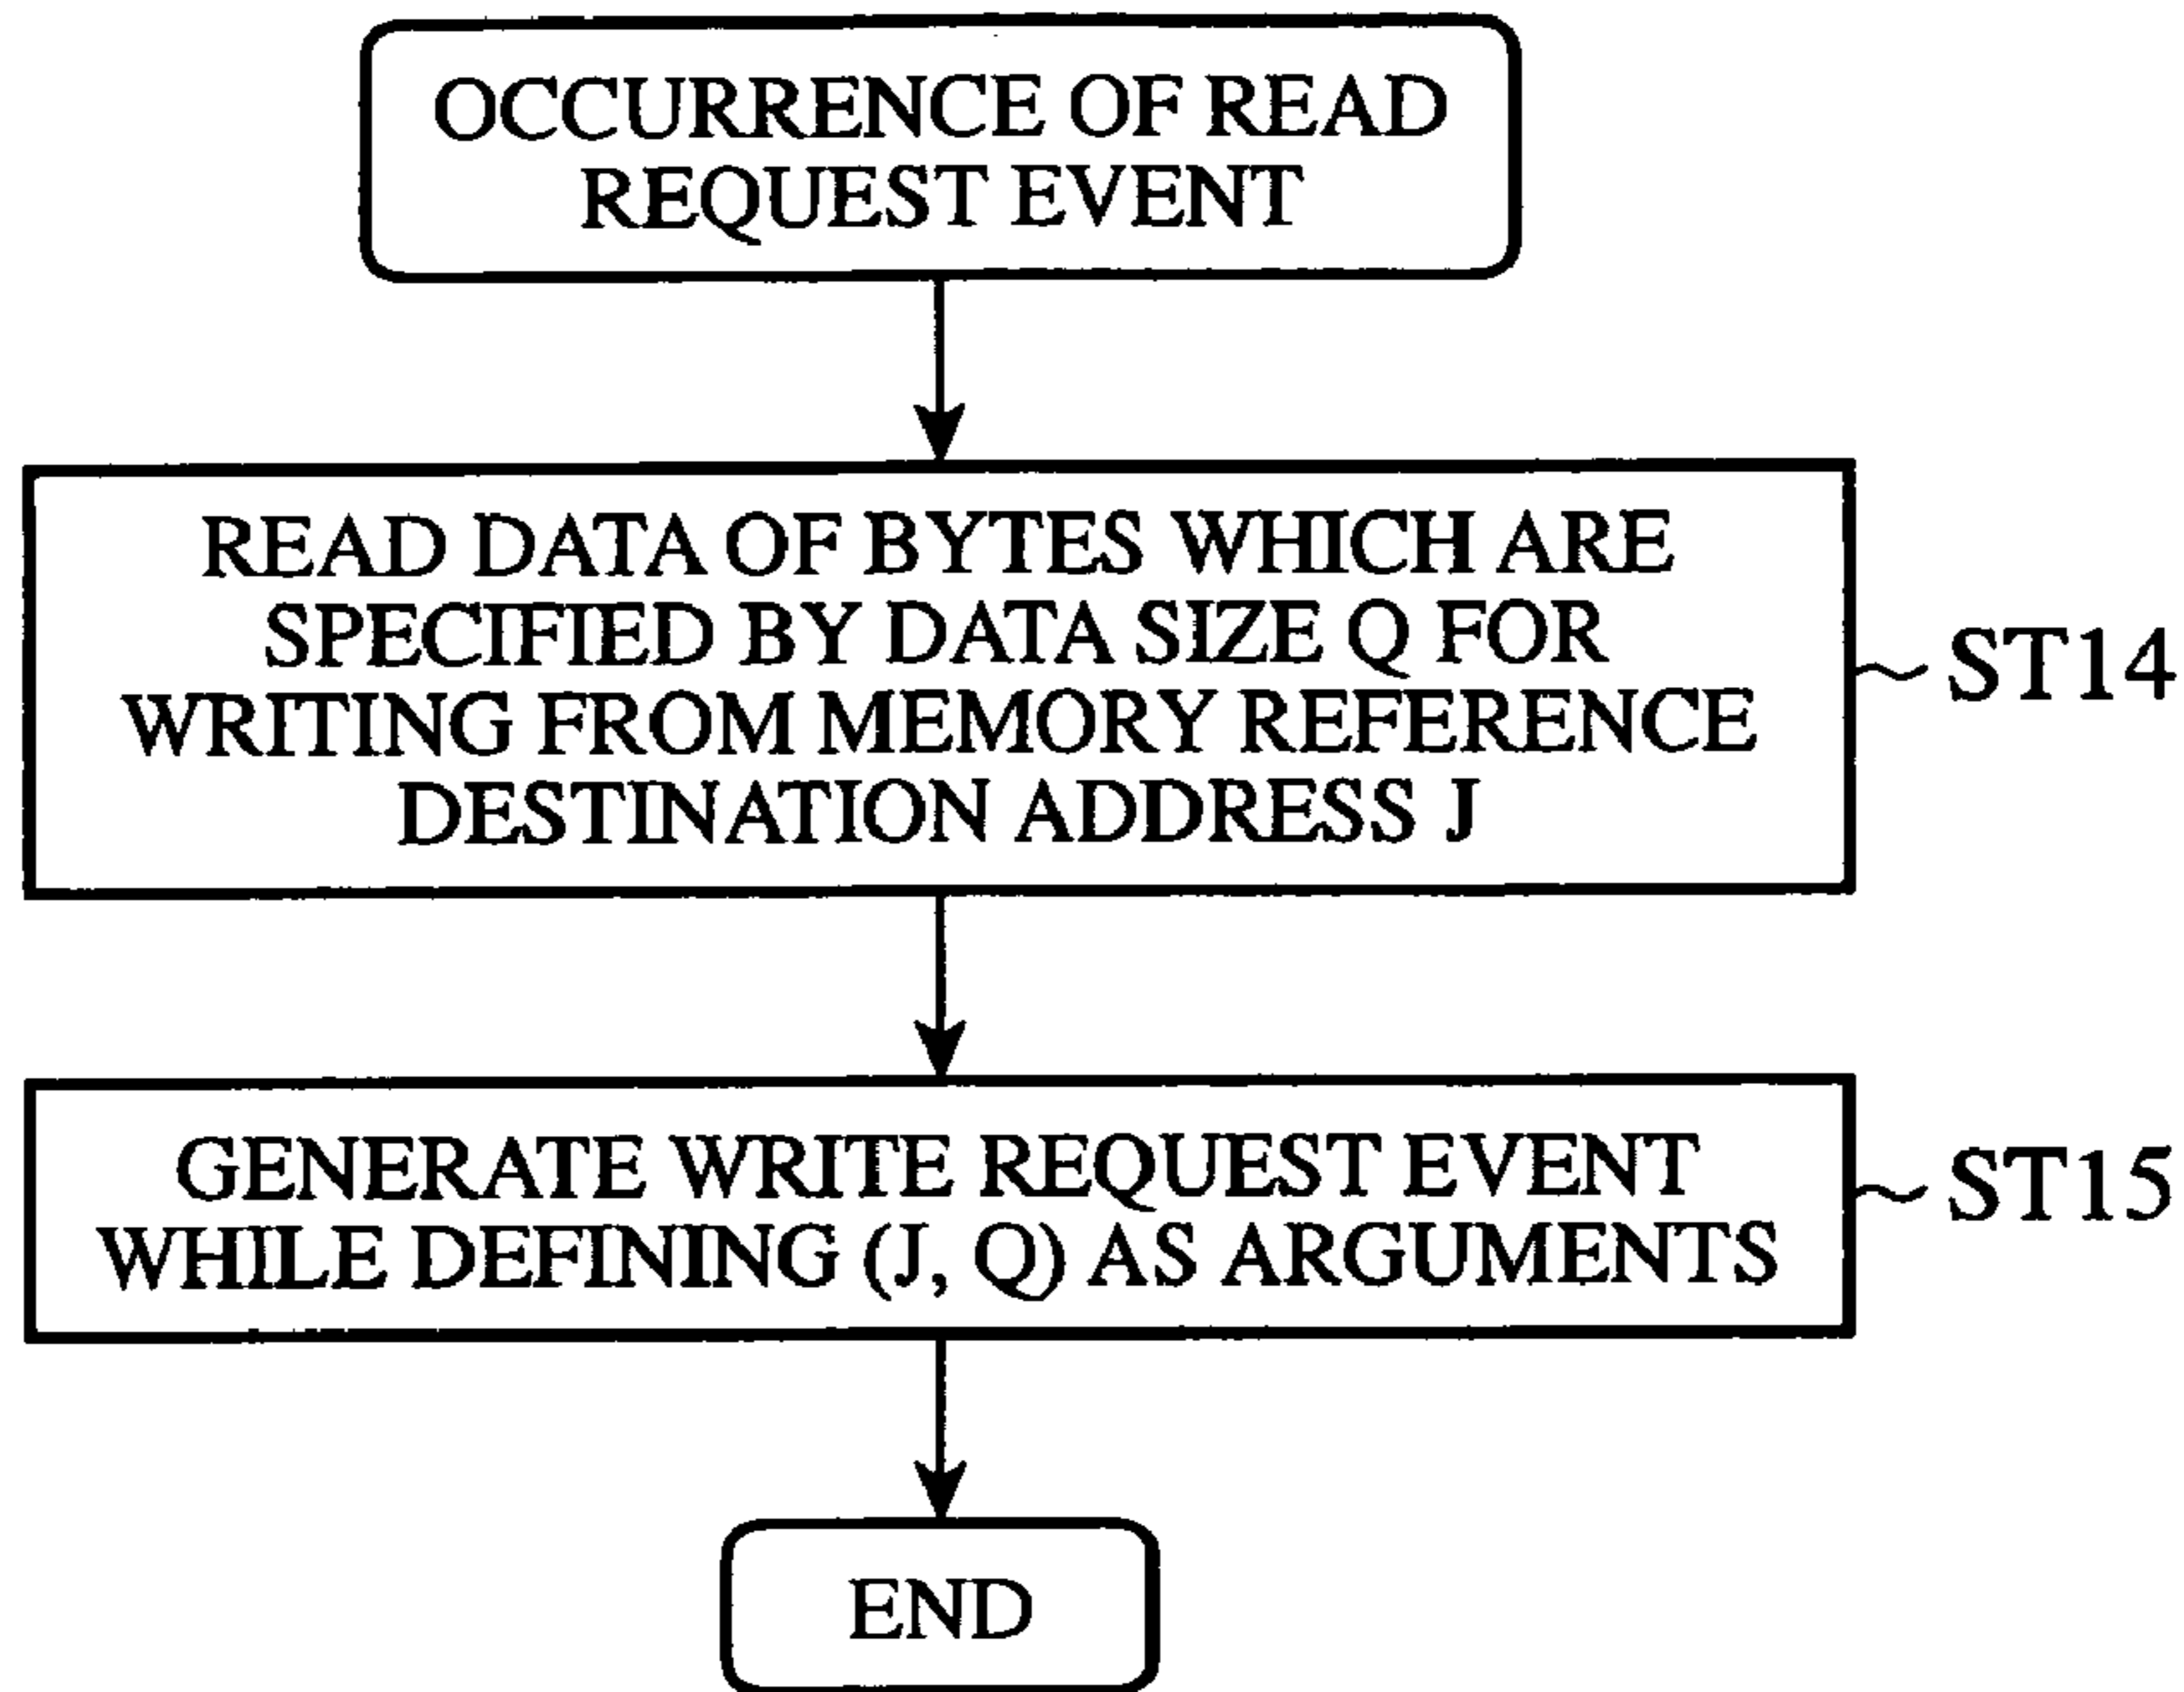 OCCURRENCE OF READ
REQUEST EVENT
READ DATA OF BYTES WHICH ARE
SPECIFIED BY DATA SIZE Q FOR
WRITING FROM MEMORY REFERENCE
DESTINATION ADDRESS J
ST14
GENERATE WRITE REQUEST EVENT
WHILE DEFINING (J, Q) AS ARGUMENTS
ST15
END